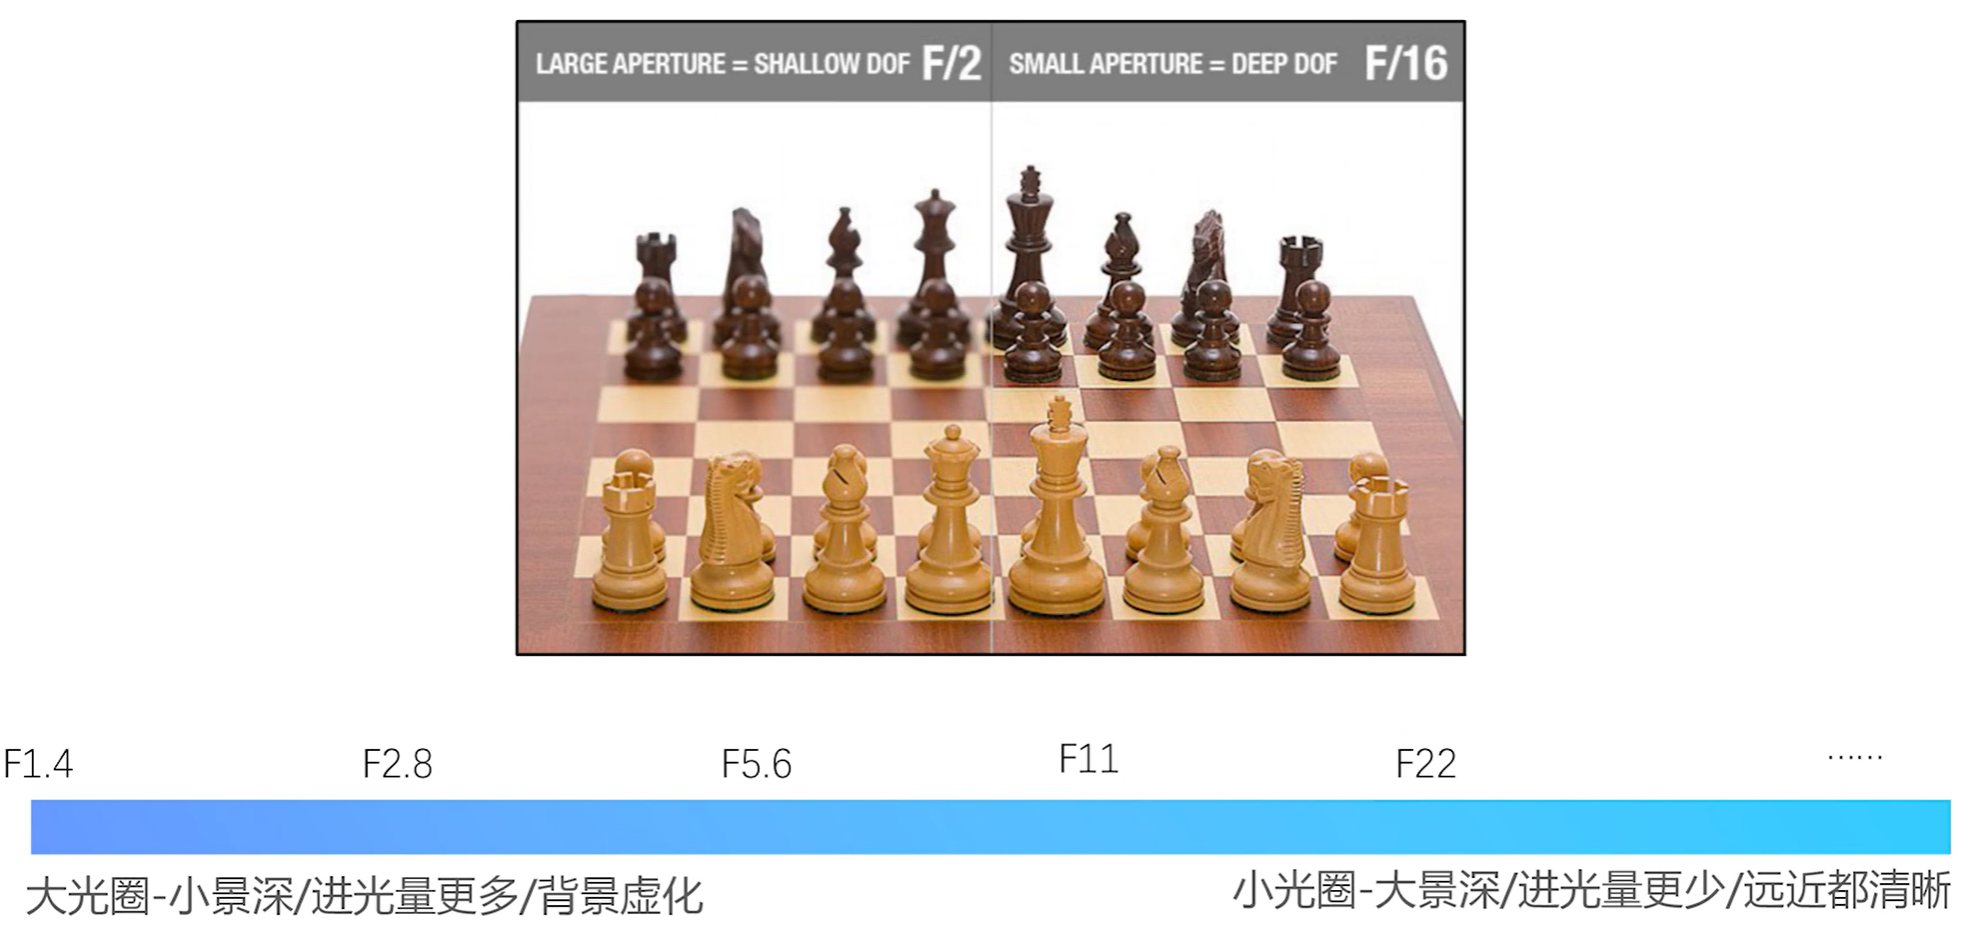 LARGE APERTURE = SHALLOW DOF F/2
SMALL APERTURE = DEEP DOF F/16
F1.4 F2.8 F5.6 F11 F22 ……
大光圈-小景深/进光量更多/背景虚化
小光圈-大景深/进光量更少/远近都清晰